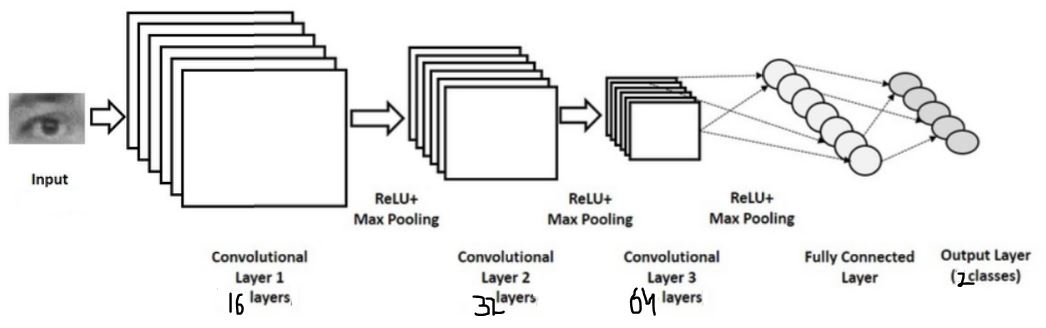 Input
ReLU+
Max Pooling
ReLU+
Max Pooling
ReLU+
Max Pooling
Convolutional
Layer 1
16 layers
Convolutional
Layer 2
32 layers
Convolutional
Layer 3
64 layers
Fully Connected
Layer
Output Layer
(2 classes)